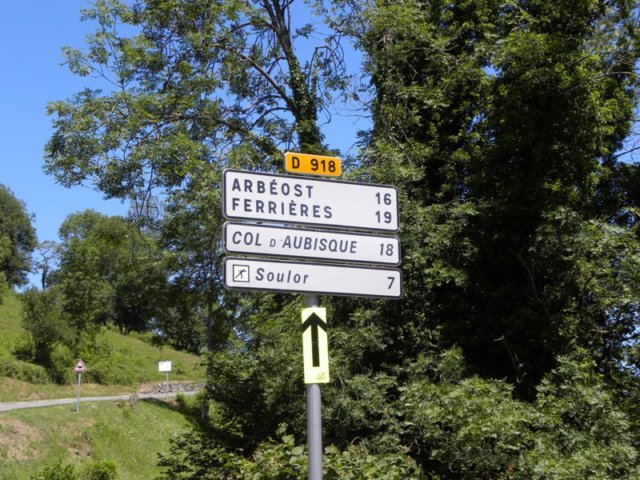 D 918
ARBÉOST 16
FERRIÈRES 19
COL D'AUBISQUE 18
Soulor 7